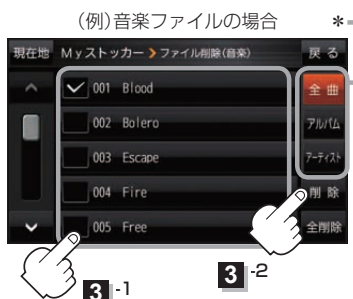 (例)音楽ファイルの場合
*
現在地 Myストッカー ファイル削除(音楽) 戻る
001 Blood 全曲
002 Bolero アルバム
003 Escape アーティスト
004 Fire 削除
005 Free 全削除
3 -1
3 -2